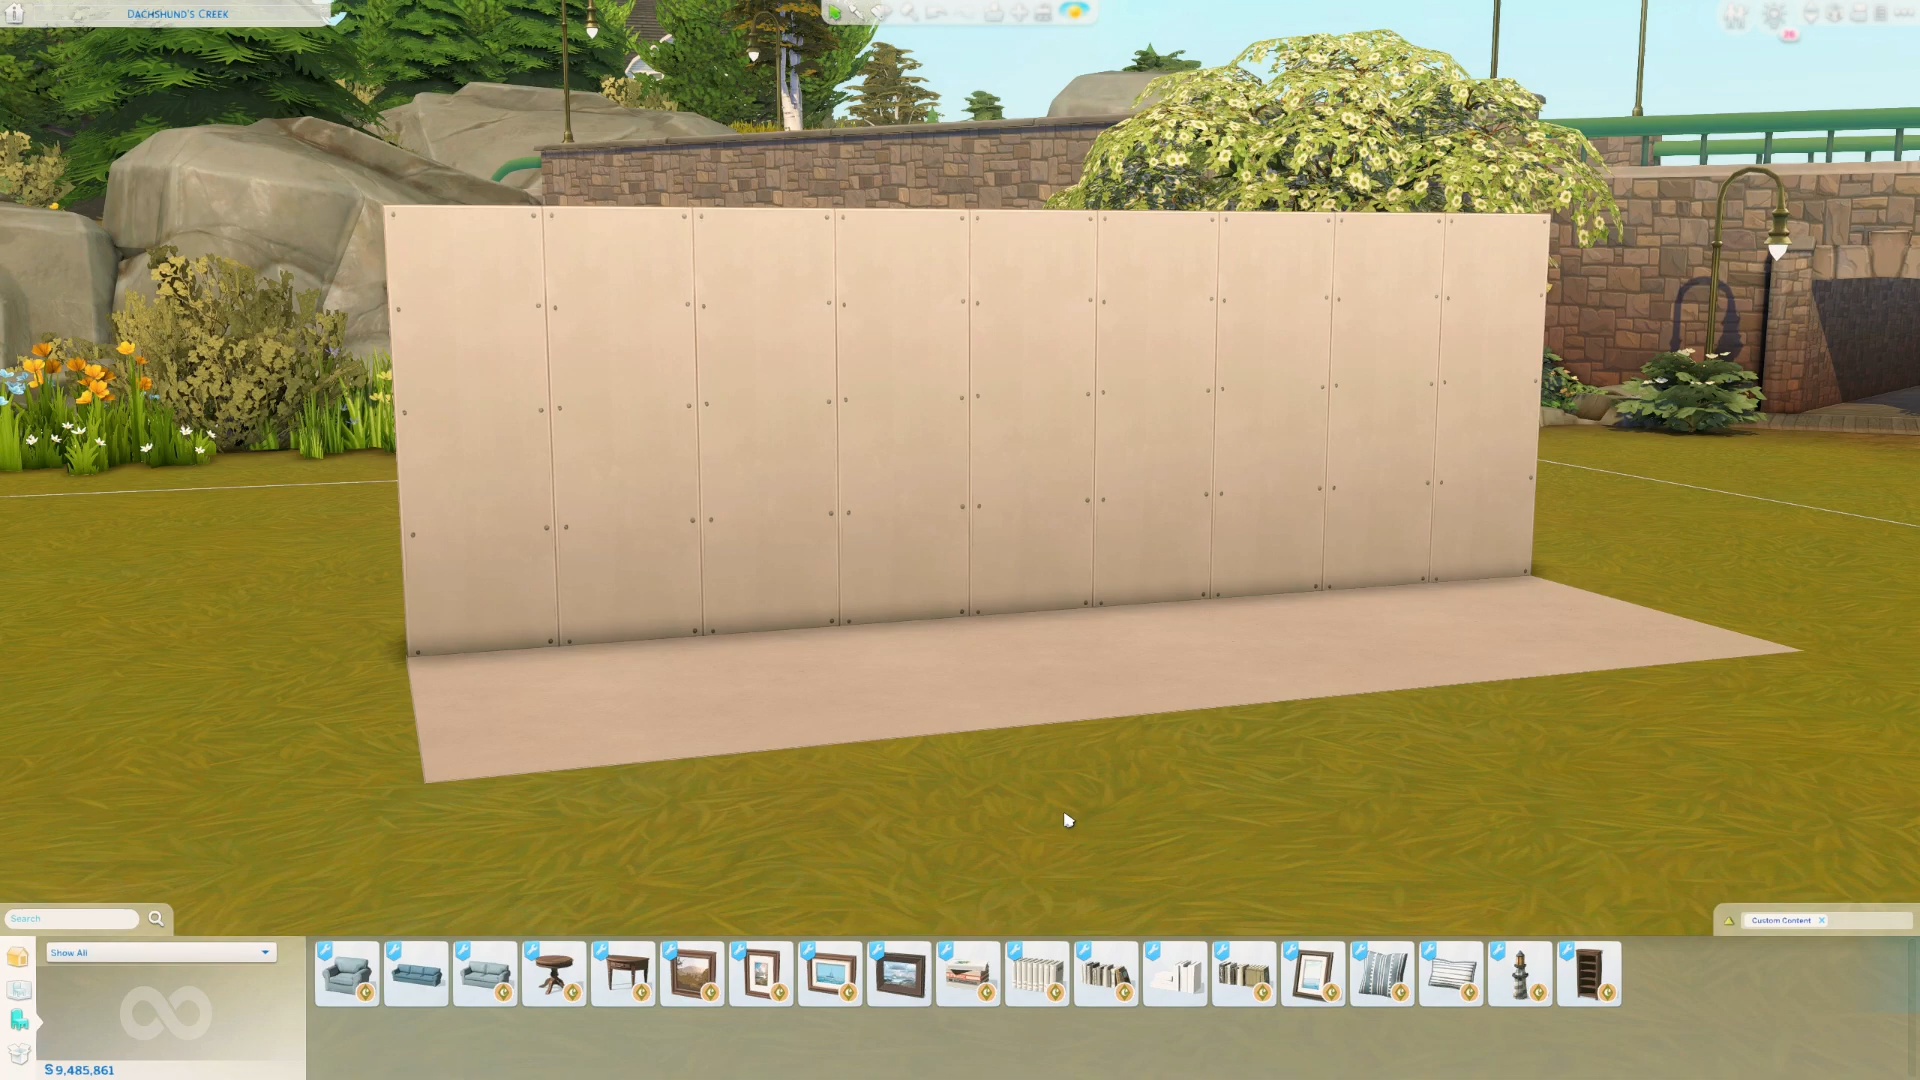 Dachshund's Creek
Search
Custom Content
Show All
§9,485,861